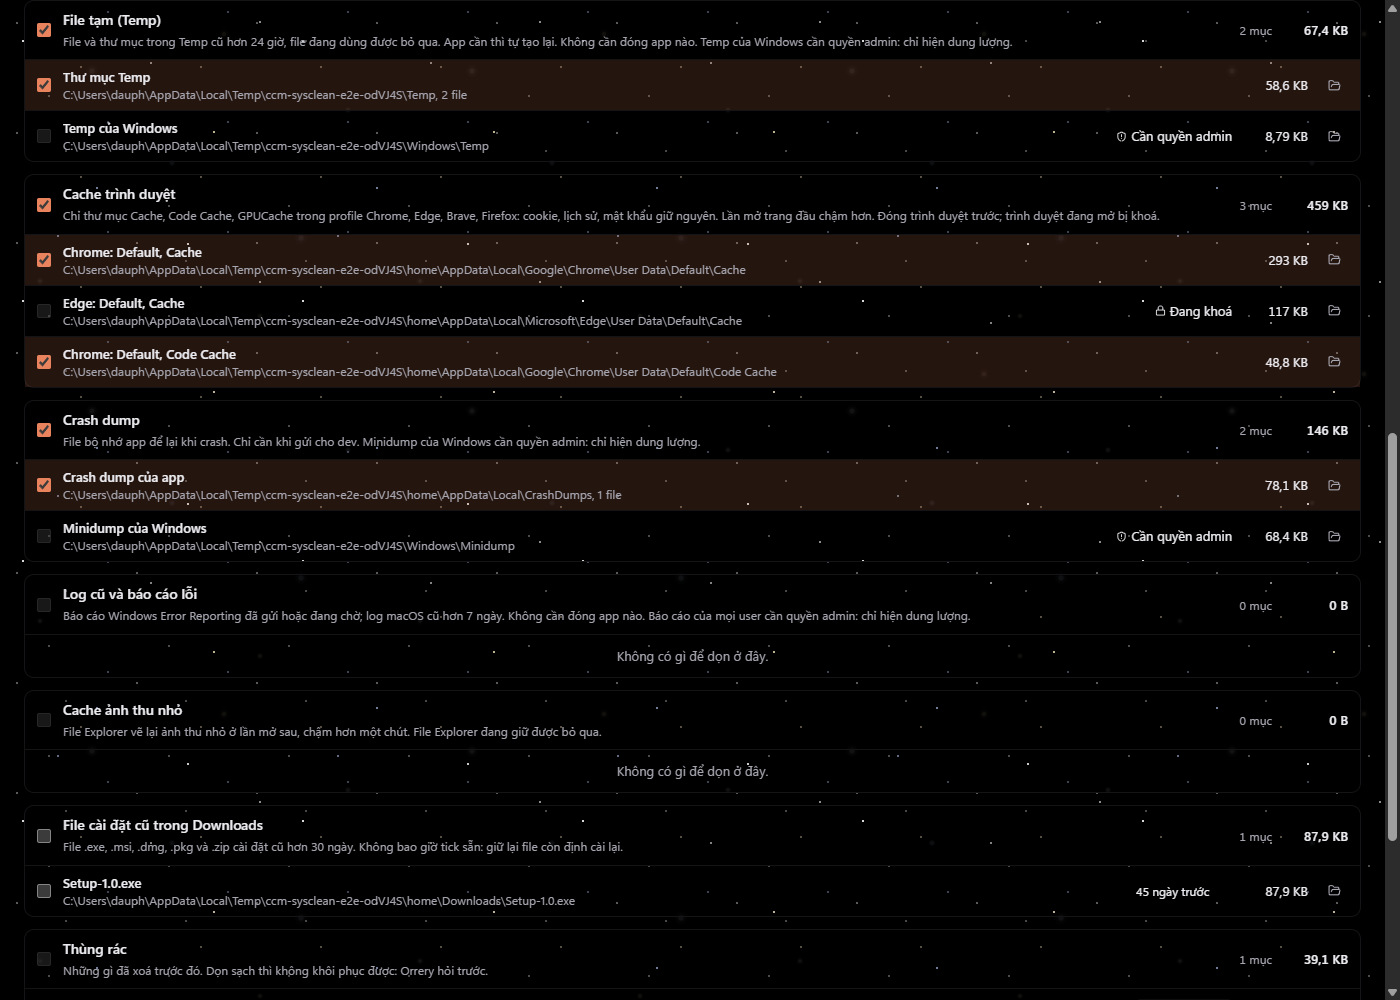 File tạm (Temp)
2 mục
67,4 KB
File và thư mục trong Temp cũ hơn 24 giờ, file đang dùng được bỏ qua. App cần thì tự tạo lại. Không cần đóng app nào. Temp của Windows cần quyền admin: chỉ hiện dung lượng.
Thư mục Temp
C:\Users\dauph\AppData\Local\Temp\ccm-sysclean-e2e-odVJ4S\Temp, 2 file
58,6 KB
Temp của Windows
C:\Users\dauph\AppData\Local\Temp\ccm-sysclean-e2e-odVJ4S\Windows\Temp
Cần quyền admin
8,79 KB
Cache trình duyệt
Chỉ thư mục Cache, Code Cache, GPUCache trong profile Chrome, Edge, Brave, Firefox: cookie, lịch sử, mật khẩu giữ nguyên. Lần mở trang đầu chậm hơn. Đóng trình duyệt trước; trình duyệt đang mở bị khoá.
3 mục
459 KB
Chrome: Default, Cache
C:\Users\dauph\AppData\Local\Temp\ccm-sysclean-e2e-odVJ4S\home\AppData\Local\Google\Chrome\User Data\Default\Cache
293 KB
Edge: Default, Cache
C:\Users\dauph\AppData\Local\Temp\ccm-sysclean-e2e-odVJ4S\home\AppData\Local\Microsoft\Edge\User Data\Default\Cache
Đang khoá
117 KB
Chrome: Default, Code Cache
C:\Users\dauph\AppData\Local\Temp\ccm-sysclean-e2e-odVJ4S\home\AppData\Local\Google\Chrome\User Data\Default\Code Cache
48,8 KB
Crash dump
File bộ nhớ app để lại khi crash. Chỉ cần khi gửi cho dev. Minidump của Windows cần quyền admin: chỉ hiện dung lượng.
2 mục
146 KB
Crash dump của app
C:\Users\dauph\AppData\Local\Temp\ccm-sysclean-e2e-odVJ4S\home\AppData\Local\CrashDumps, 1 file
78,1 KB
Minidump của Windows
C:\Users\dauph\AppData\Local\Temp\ccm-sysclean-e2e-odVJ4S\Windows\Minidump
Cần quyền admin
68,4 KB
Log cũ và báo cáo lỗi
Báo cáo Windows Error Reporting đã gửi hoặc đang chờ; log macOS cũ hơn 7 ngày. Không cần đóng app nào. Báo cáo của mọi user cần quyền admin: chỉ hiện dung lượng.
0 mục
0 B
Không có gì để dọn ở đây.
Cache ảnh thu nhỏ
File Explorer vẽ lại ảnh thu nhỏ ở lần mở sau, chậm hơn một chút. File Explorer đang giữ được bỏ qua.
0 mục
0 B
Không có gì để dọn ở đây.
File cài đặt cũ trong Downloads
File .exe, .msi, .dmg, .pkg và .zip cài đặt cũ hơn 30 ngày. Không bao giờ tick sẵn: giữ lại file còn định cài lại.
1 mục
87,9 KB
Setup-1.0.exe
C:\Users\dauph\AppData\Local\Temp\ccm-sysclean-e2e-odVJ4S\home\Downloads\Setup-1.0.exe
45 ngày trước
87,9 KB
Thùng rác
Những gì đã xoá trước đó. Dọn sạch thì không khôi phục được: Orrery hỏi trước.
1 mục
39,1 KB